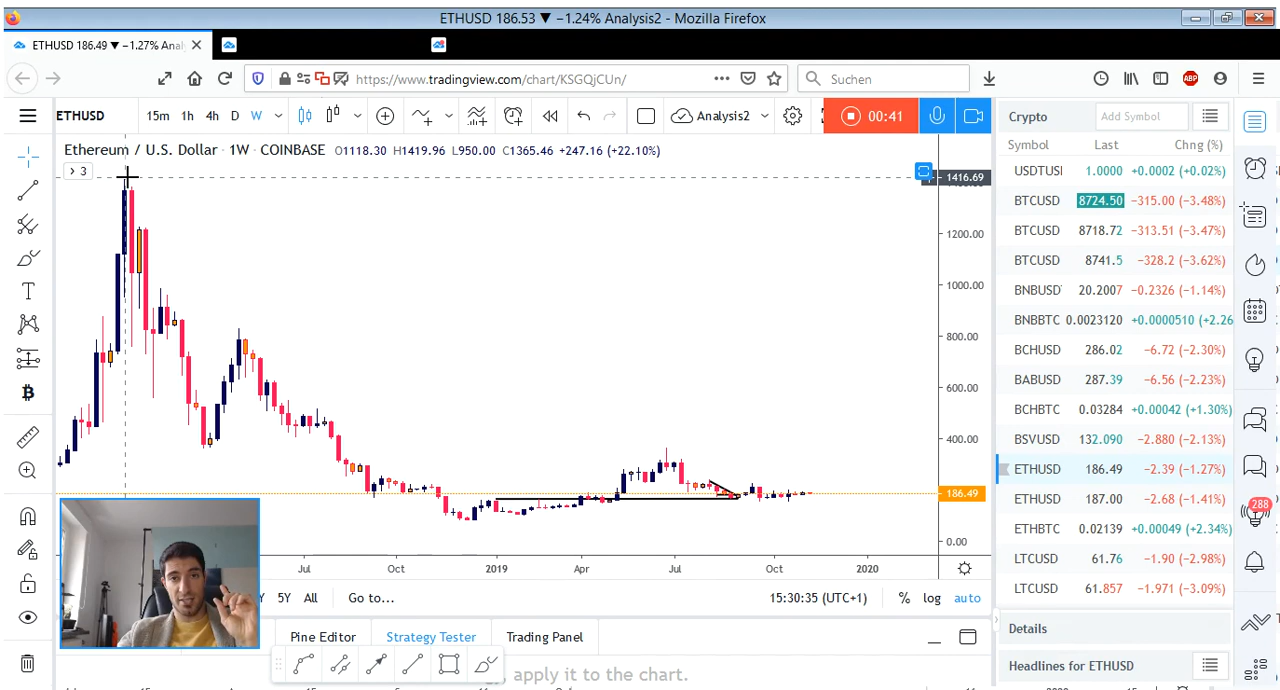 ETHUSD 186.53 ▼ −1.24% Analysis2 - Mozilla Firefox
ETHUSD 186.49 ▼ −1.27% Anal
https://www.tradingview.com/chart/KSGQjCUn/
Suchen
ABP
ETHUSD 15m 1h 4h D W Analysis2 00:41
Ethereum / U.S. Dollar · 1W · COINBASE O1118.30 H1419.96 L950.00 C1365.46 +247.16 (+22.10%)
3
1416.69
1200.00
1000.00
800.00
600.00
400.00
186.49
0.00
Jul Oct 2019 Apr Jul Oct 2020
5Y All Go to... 15:30:35 (UTC+1) % log auto
Pine Editor Strategy Tester Trading Panel
apply it to the chart.
Crypto Add Symbol
Symbol Last Chng (%)
USDTUSI 1.0000 +0.0002 (+0.02%)
BTCUSD 8724.50 −315.00 (−3.48%)
BTCUSD 8718.72 −313.51 (−3.47%)
BTCUSD 8741.5 −328.2 (−3.62%)
BNBUSD 20.2007 −0.2326 (−1.14%)
BNBBTC 0.0023120 +0.0000510 (+2.26
BCHUSD 286.02 −6.72 (−2.30%)
BABUSD 287.39 −6.56 (−2.23%)
BCHBTC 0.03284 +0.00042 (+1.30%)
BSVUSD 132.090 −2.880 (−2.13%)
ETHUSD 186.49 −2.39 (−1.27%)
ETHUSD 187.00 −2.68 (−1.41%)
ETHBTC 0.02139 +0.00049 (+2.34%)
LTCUSD 61.76 −1.90 (−2.98%)
LTCUSD 61.857 −1.971 (−3.09%)
Details
Headlines for ETHUSD
288